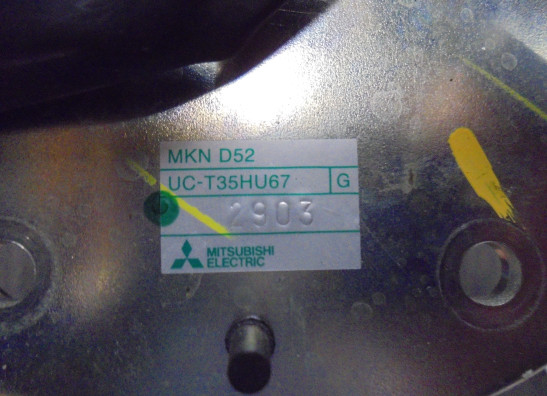 MKN D52
UC-T35HU67 G
2903
MITSUBISHI
ELECTRIC